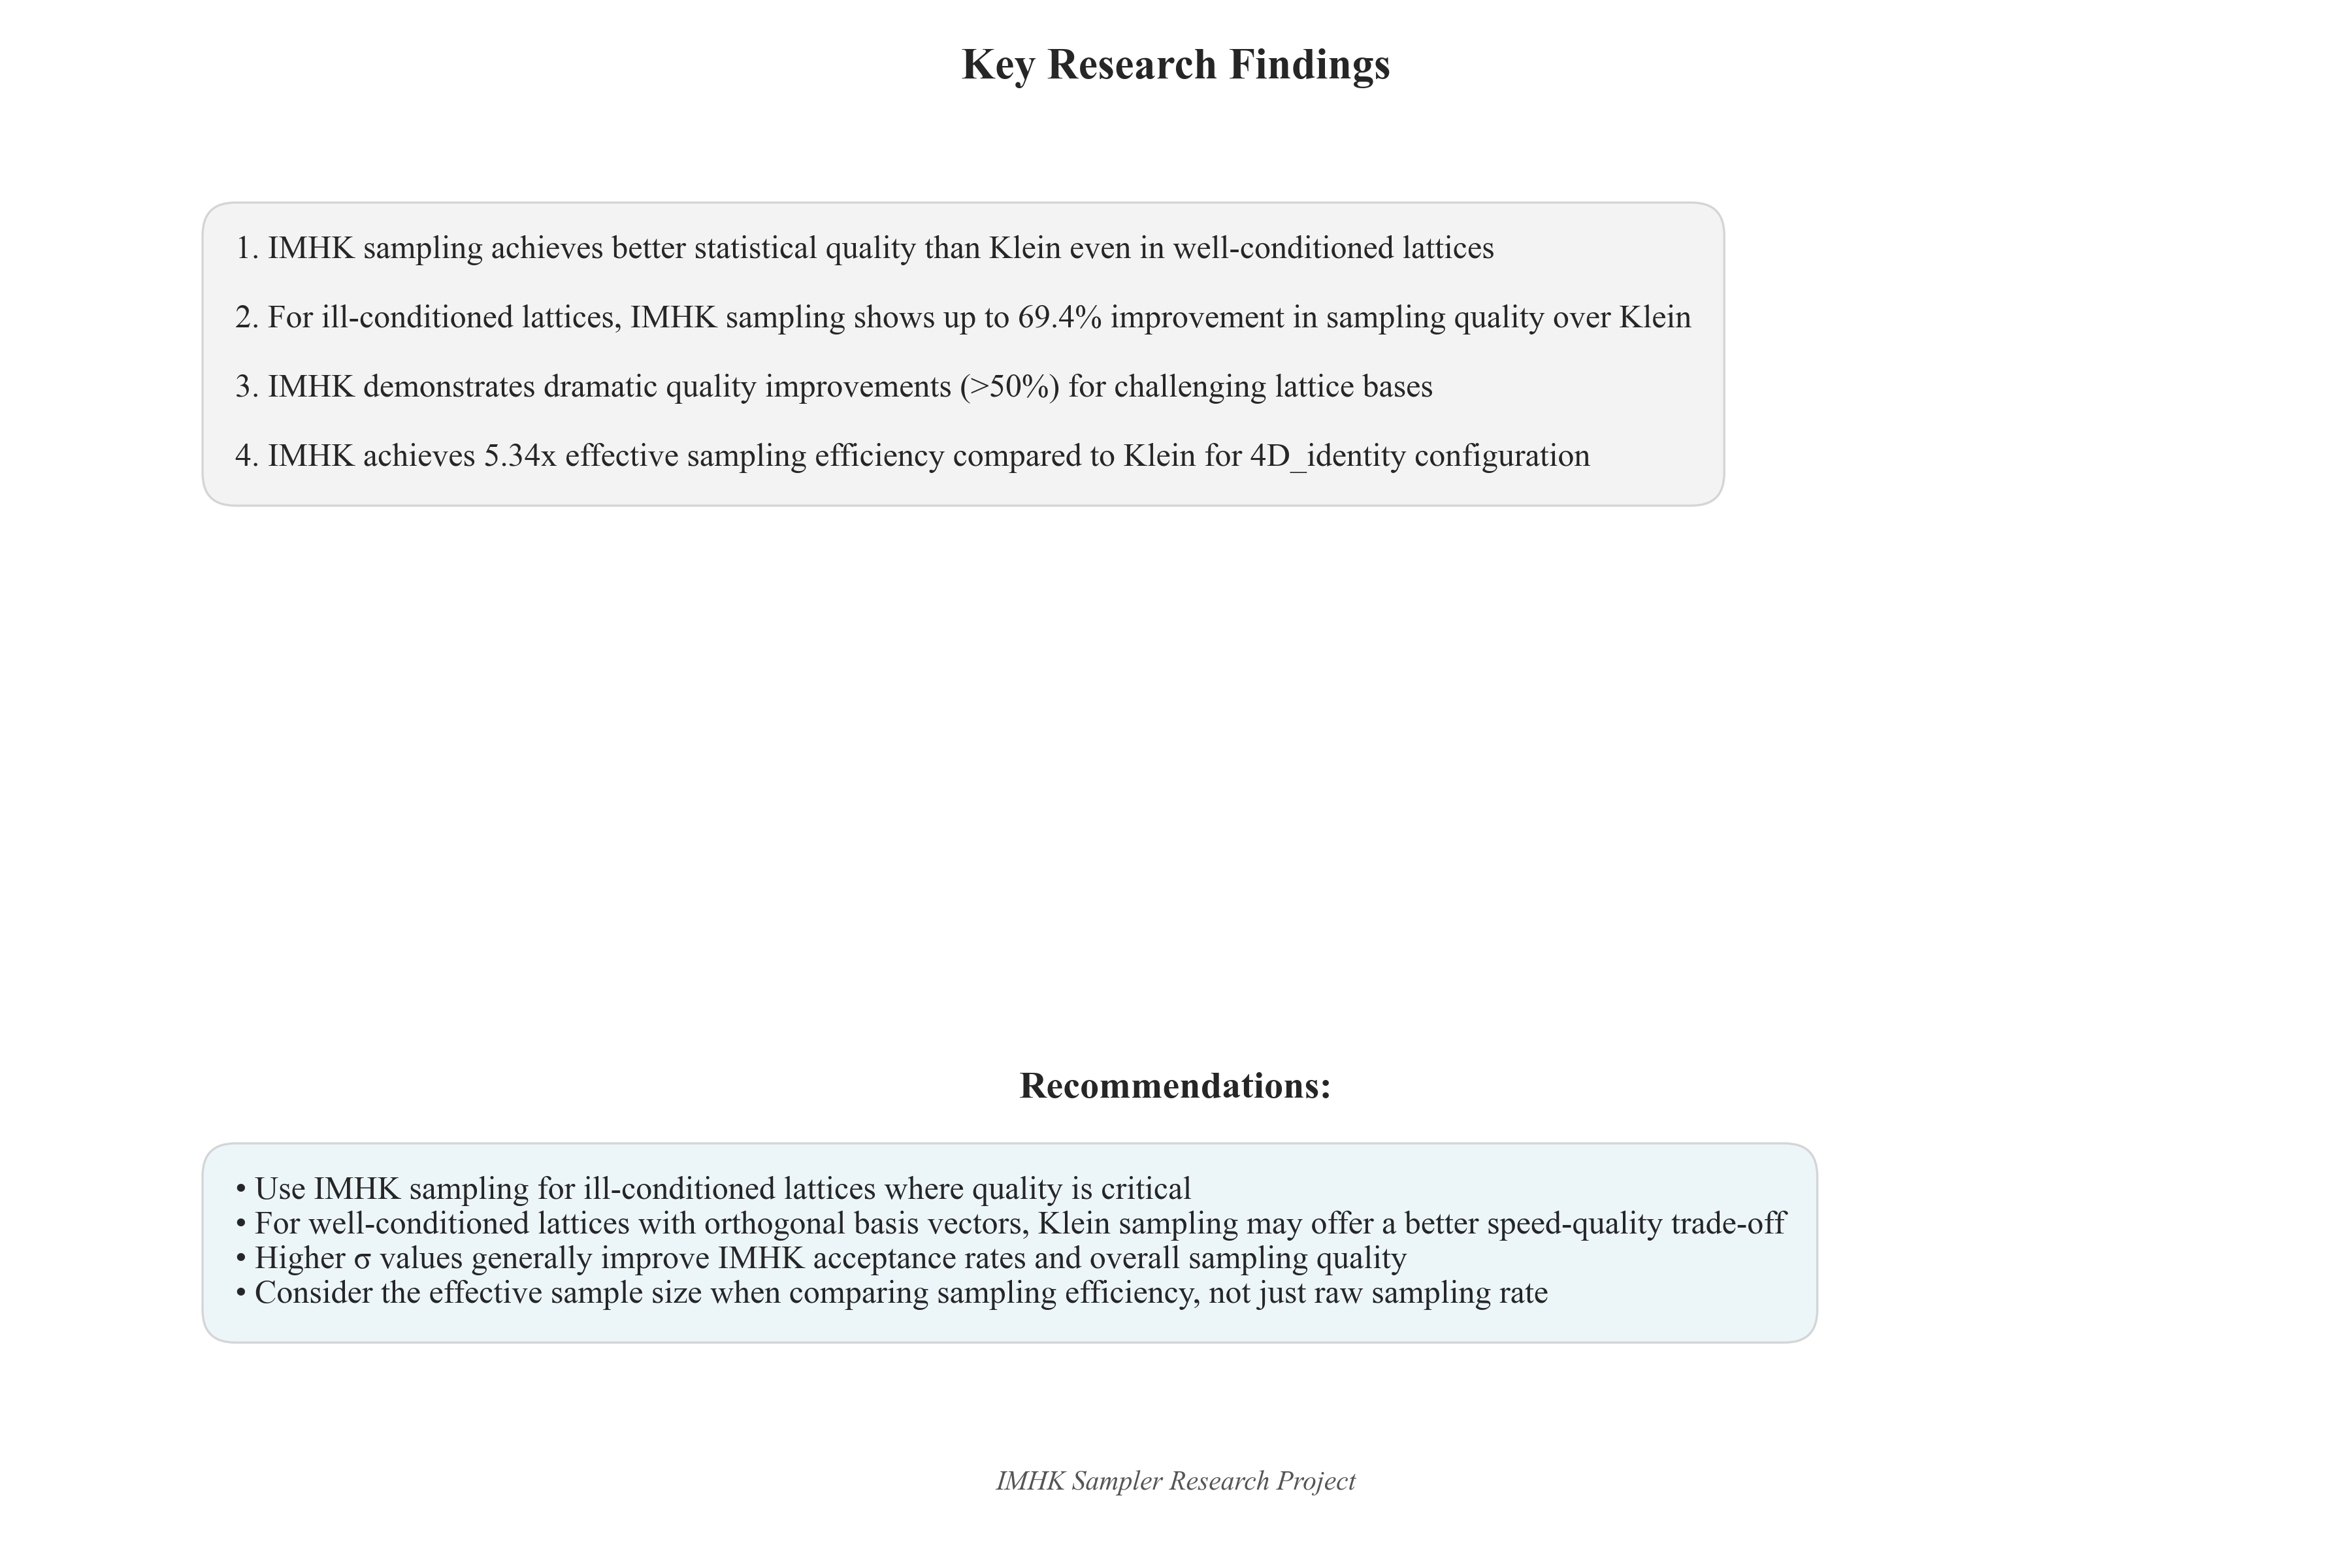 Key Research Findings
1. IMHK sampling achieves better statistical quality than Klein even in well-conditioned lattices
2. For ill-conditioned lattices, IMHK sampling shows up to 69.4% improvement in sampling quality over Klein
3. IMHK demonstrates dramatic quality improvements (>50%) for challenging lattice bases
4. IMHK achieves 5.34x effective sampling efficiency compared to Klein for 4D_identity configuration
Recommendations:
• Use IMHK sampling for ill-conditioned lattices where quality is critical
• For well-conditioned lattices with orthogonal basis vectors, Klein sampling may offer a better speed-quality trade-off
• Higher σ values generally improve IMHK acceptance rates and overall sampling quality
• Consider the effective sample size when comparing sampling efficiency, not just raw sampling rate
IMHK Sampler Research Project